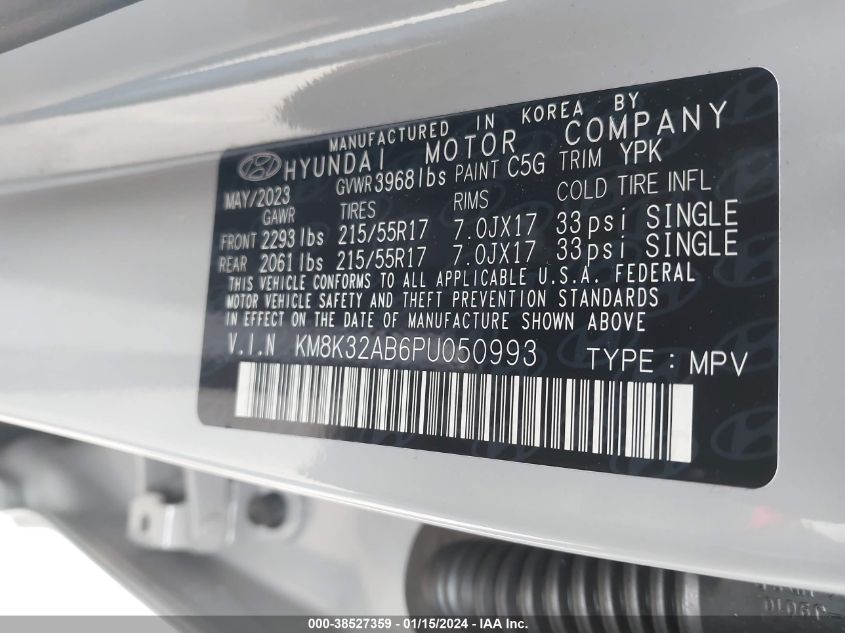 MANUFACTURED IN KOREA BY
HYUNDAI MOTOR COMPANY
MAY/2023 GVWR 3968 lbs PAINT C5G TRIM YPK
GAWR TIRES RIMS COLD TIRE INFL
FRONT 2293 lbs 215/55R17 7.0JX17 33psi SINGLE
REAR 2061 lbs 215/55R17 7.0JX17 33psi SINGLE
THIS VEHICLE CONFORMS TO ALL APPLICABLE U.S.A. FEDERAL
MOTOR VEHICLE SAFETY AND THEFT PREVENTION STANDARDS
IN EFFECT ON THE DATE OF MANUFACTURE SHOWN ABOVE
V.I.N KM8K32AB6PU050993 TYPE : MPV
000-38527359 - 01/15/2024 - IAA Inc.